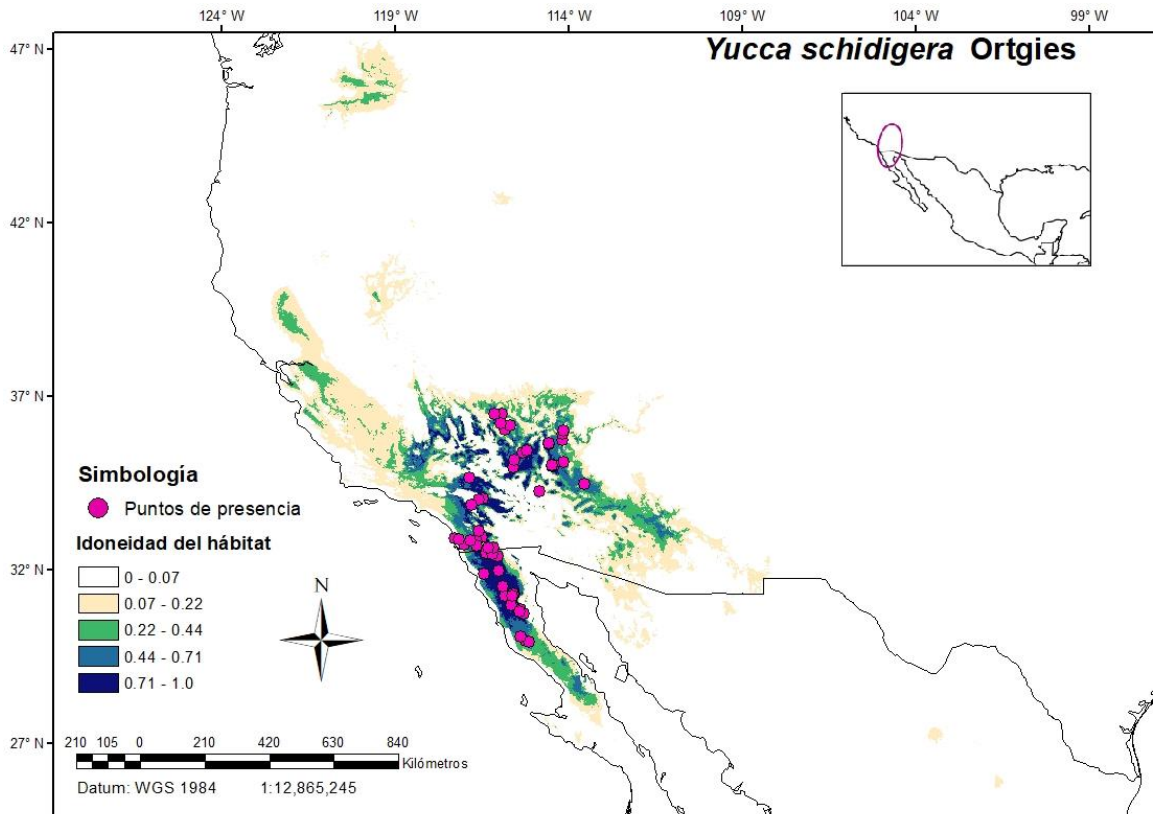 124° W 119° W 114° W 109° W 104° W 99° W
47° N
Yucca schidigera Ortgies
42° N
37° N
32° N
27° N
Simbología
Puntos de presencia
Idoneidad del hábitat
0 - 0.07
0.07 - 0.22
0.22 - 0.44
0.44 - 0.71
0.71 - 1.0
N
210 105 0 210 420 630 840
Kilómetros
Datum: WGS 1984 1:12,865,245